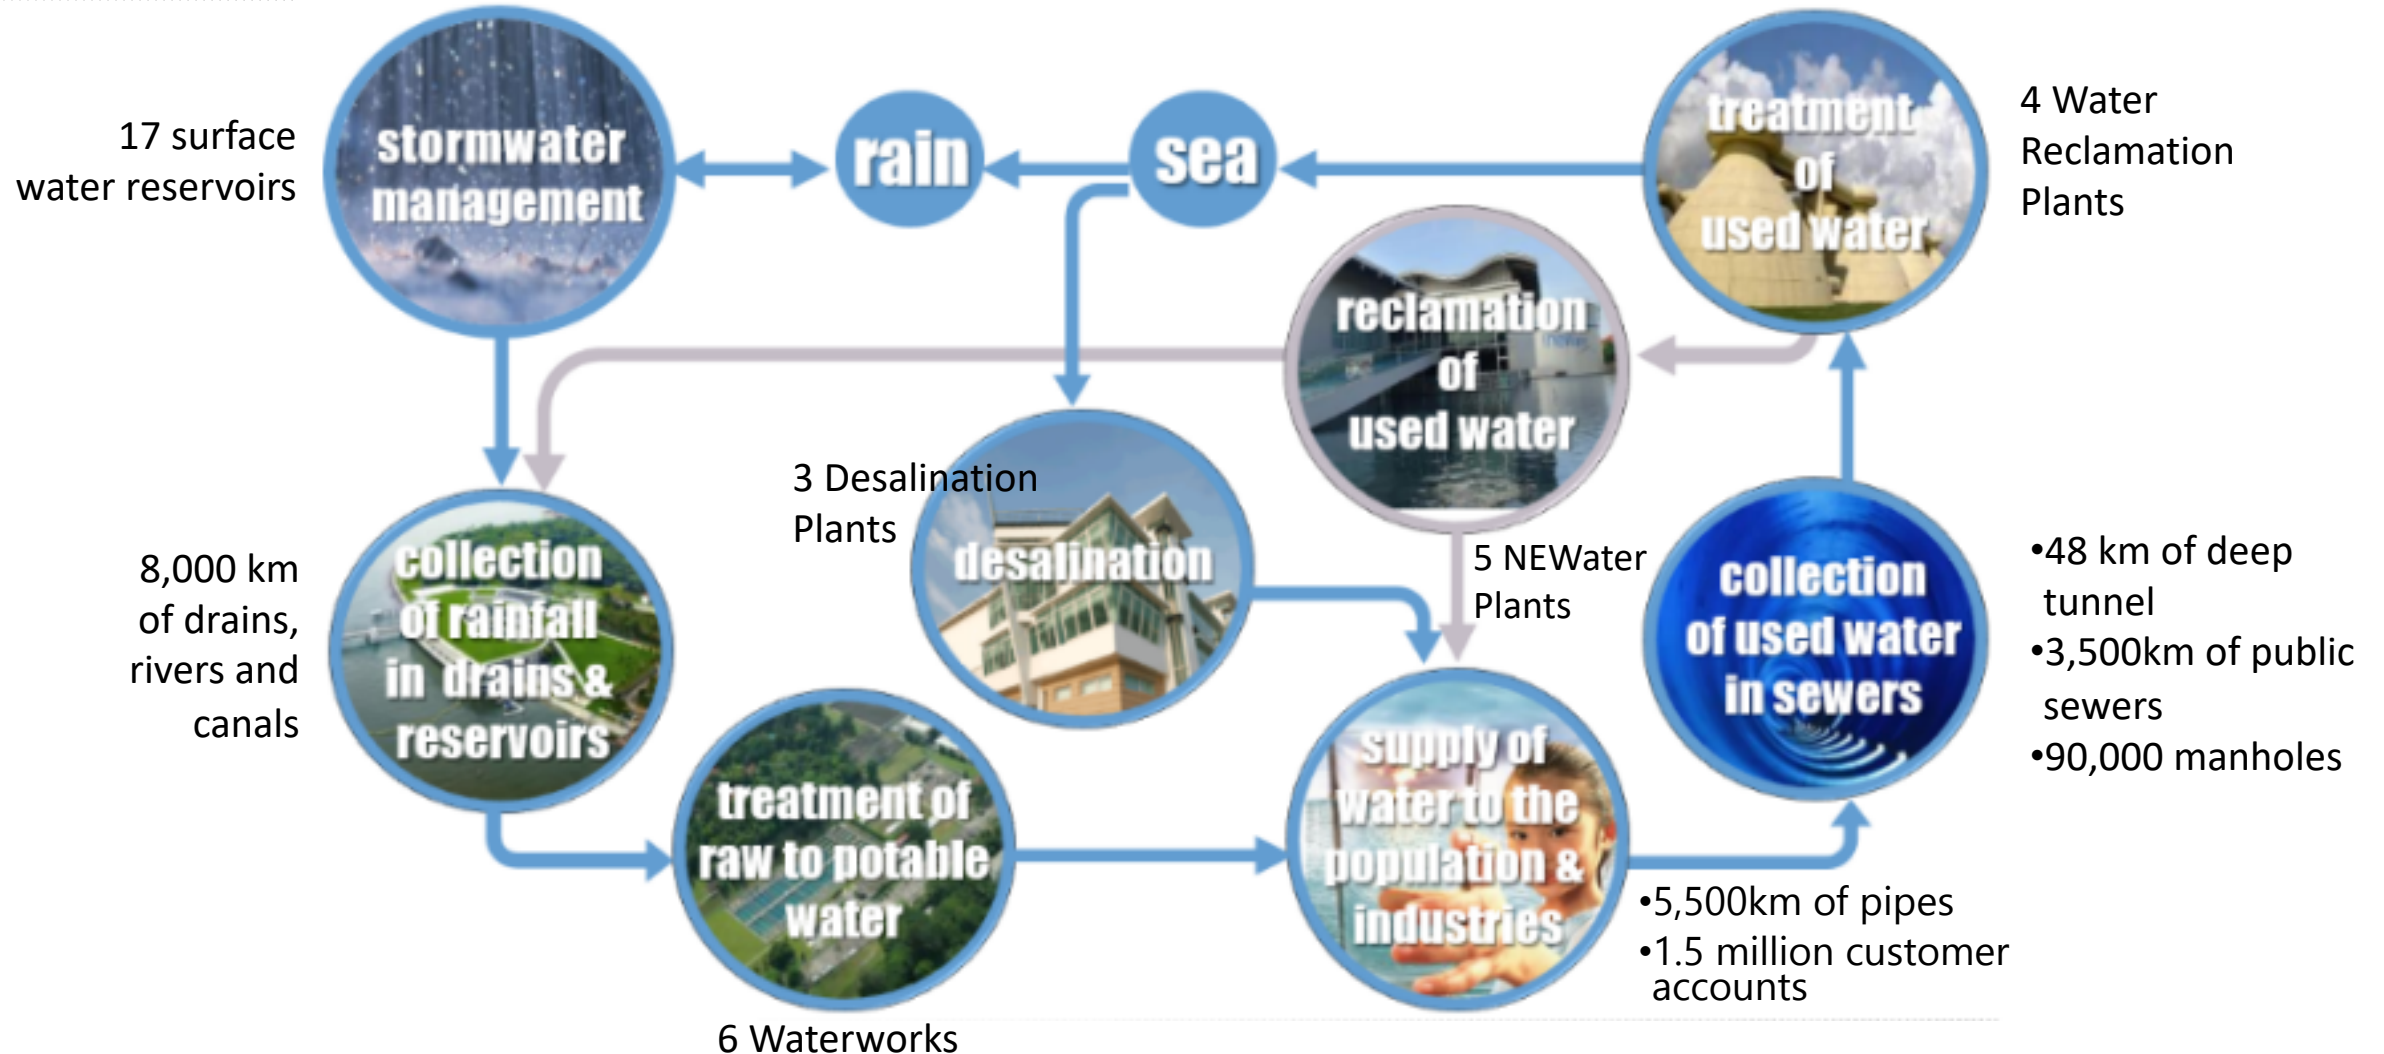 17 surface
water reservoirs
stormwater
management
rain
sea
treatment
of
used water
4 Water
Reclamation
Plants
reclamation
of
used water
5 NEWater
Plants
3 Desalination
Plants
desalination
8,000 km
of drains,
rivers and
canals
collection
of rainfall
in drains &
reservoirs
treatment of
raw to potable
water
6 Waterworks
supply of
water to the
population &
industries
•5,500km of pipes
•1.5 million customer
accounts
collection
of used water
in sewers
•48 km of deep
tunnel
•3,500km of public
sewers
•90,000 manholes